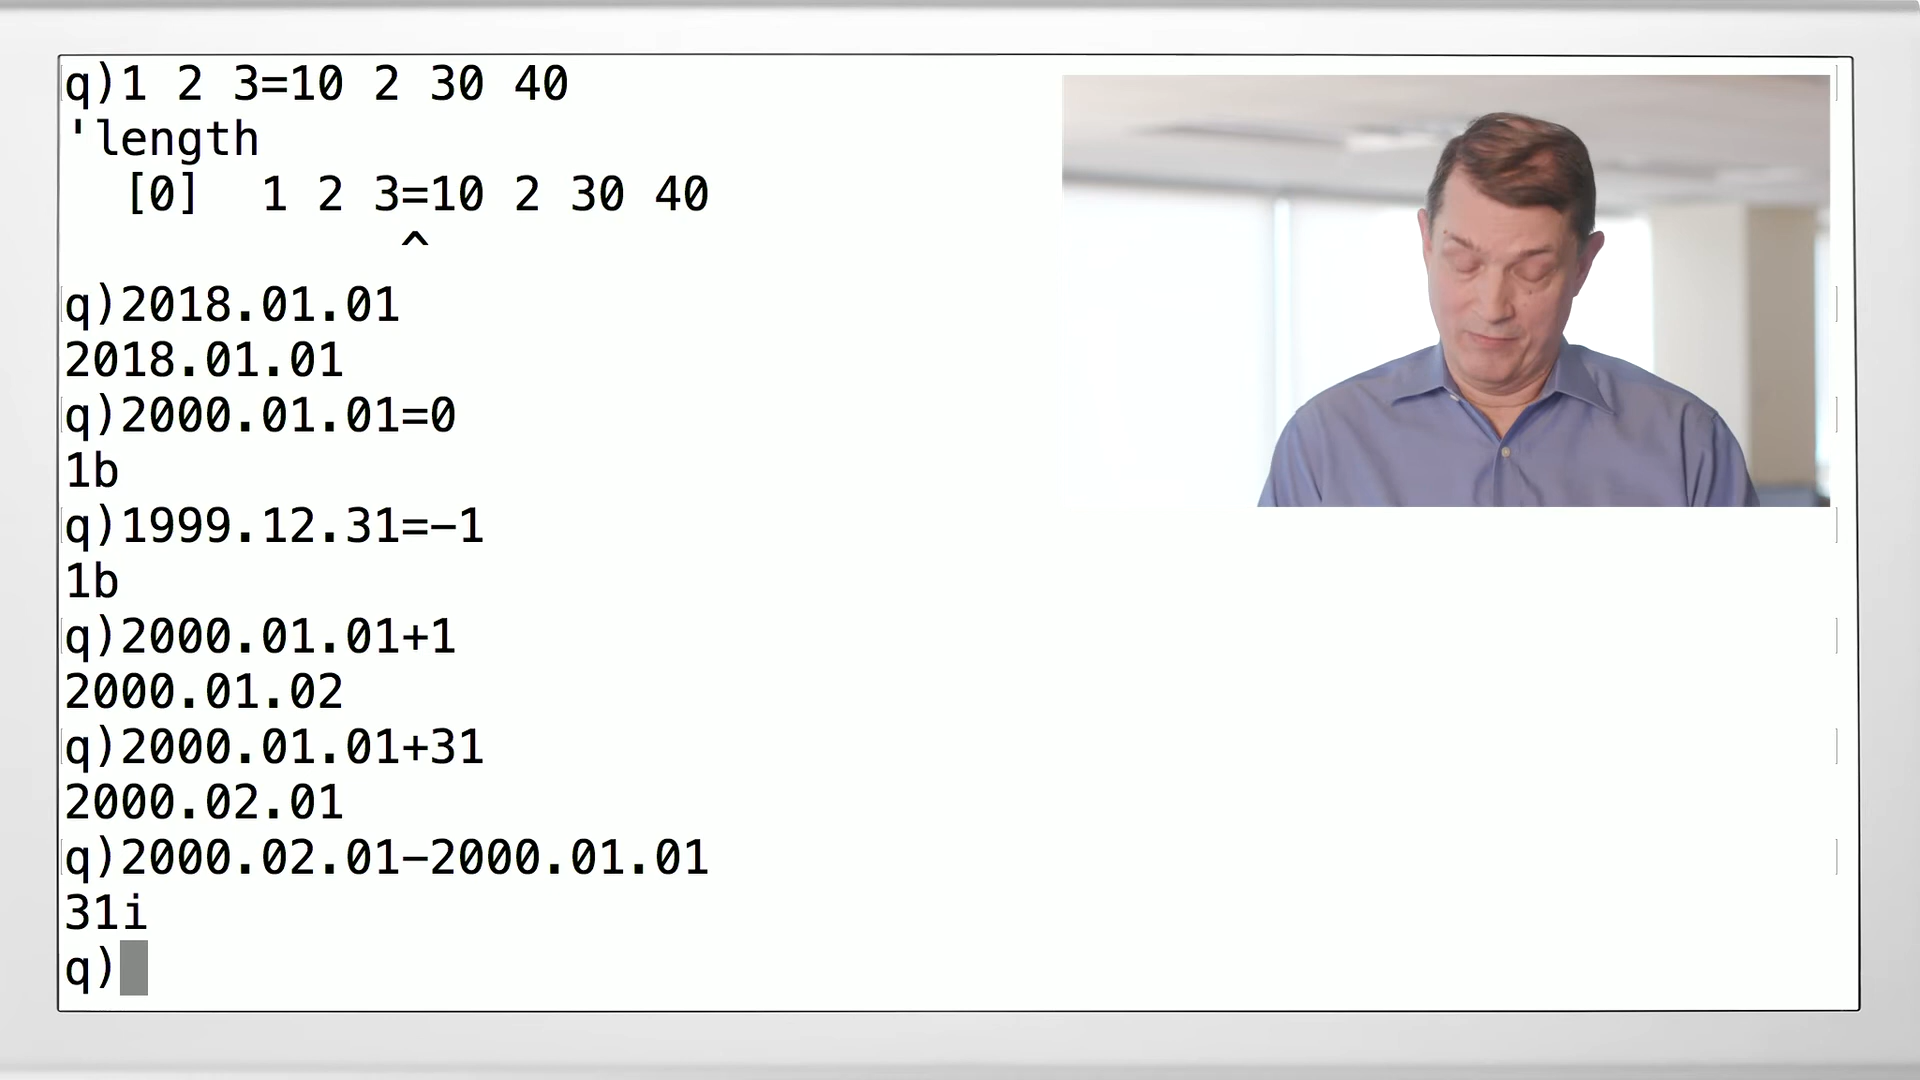 q)1 2 3=10 2 30 40
'length
  [0]  1 2 3=10 2 30 40
            ^
q)2018.01.01
2018.01.01
q)2000.01.01=0
1b
q)1999.12.31=-1
1b
q)2000.01.01+1
2000.01.02
q)2000.01.01+31
2000.02.01
q)2000.02.01-2000.01.01
31i
q)